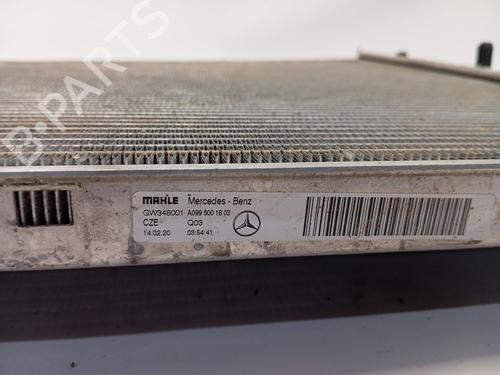 B-PARTS
MAHLE Mercedes-Benz
GW348001 A099 500 18 03
CZE Q03
14.02.20 03:54:41